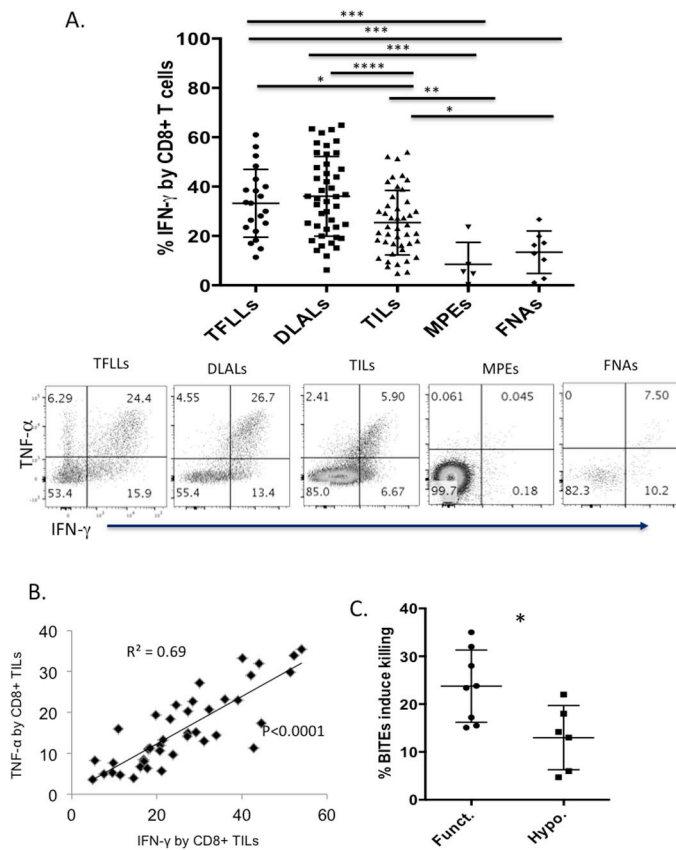 A.
***
***
***
****
*
**
*
% IFN-γ by CD8+ T cells
100
80
60
40
20
0
TFLLs
DLALs
TILs
MPEs
FNAs
TFLLs
DLALs
TILs
MPEs
FNAs
TNF-α
6.29 24.4
53.4 15.9
4.55 26.7
55.4 13.4
2.41 5.90
85.0 6.67
0.061 0.045
99.7 0.18
0 7.50
82.3 10.2
IFN-γ
B.
TNF-α by CD8+ TILs
40
30
20
10
0
R² = 0.69
P<0.0001
0 20 40 60
IFN-γ by CD8+ TILs
C.
*
% BITEs induce killing
40
30
20
10
0
Funct.
Hypo.